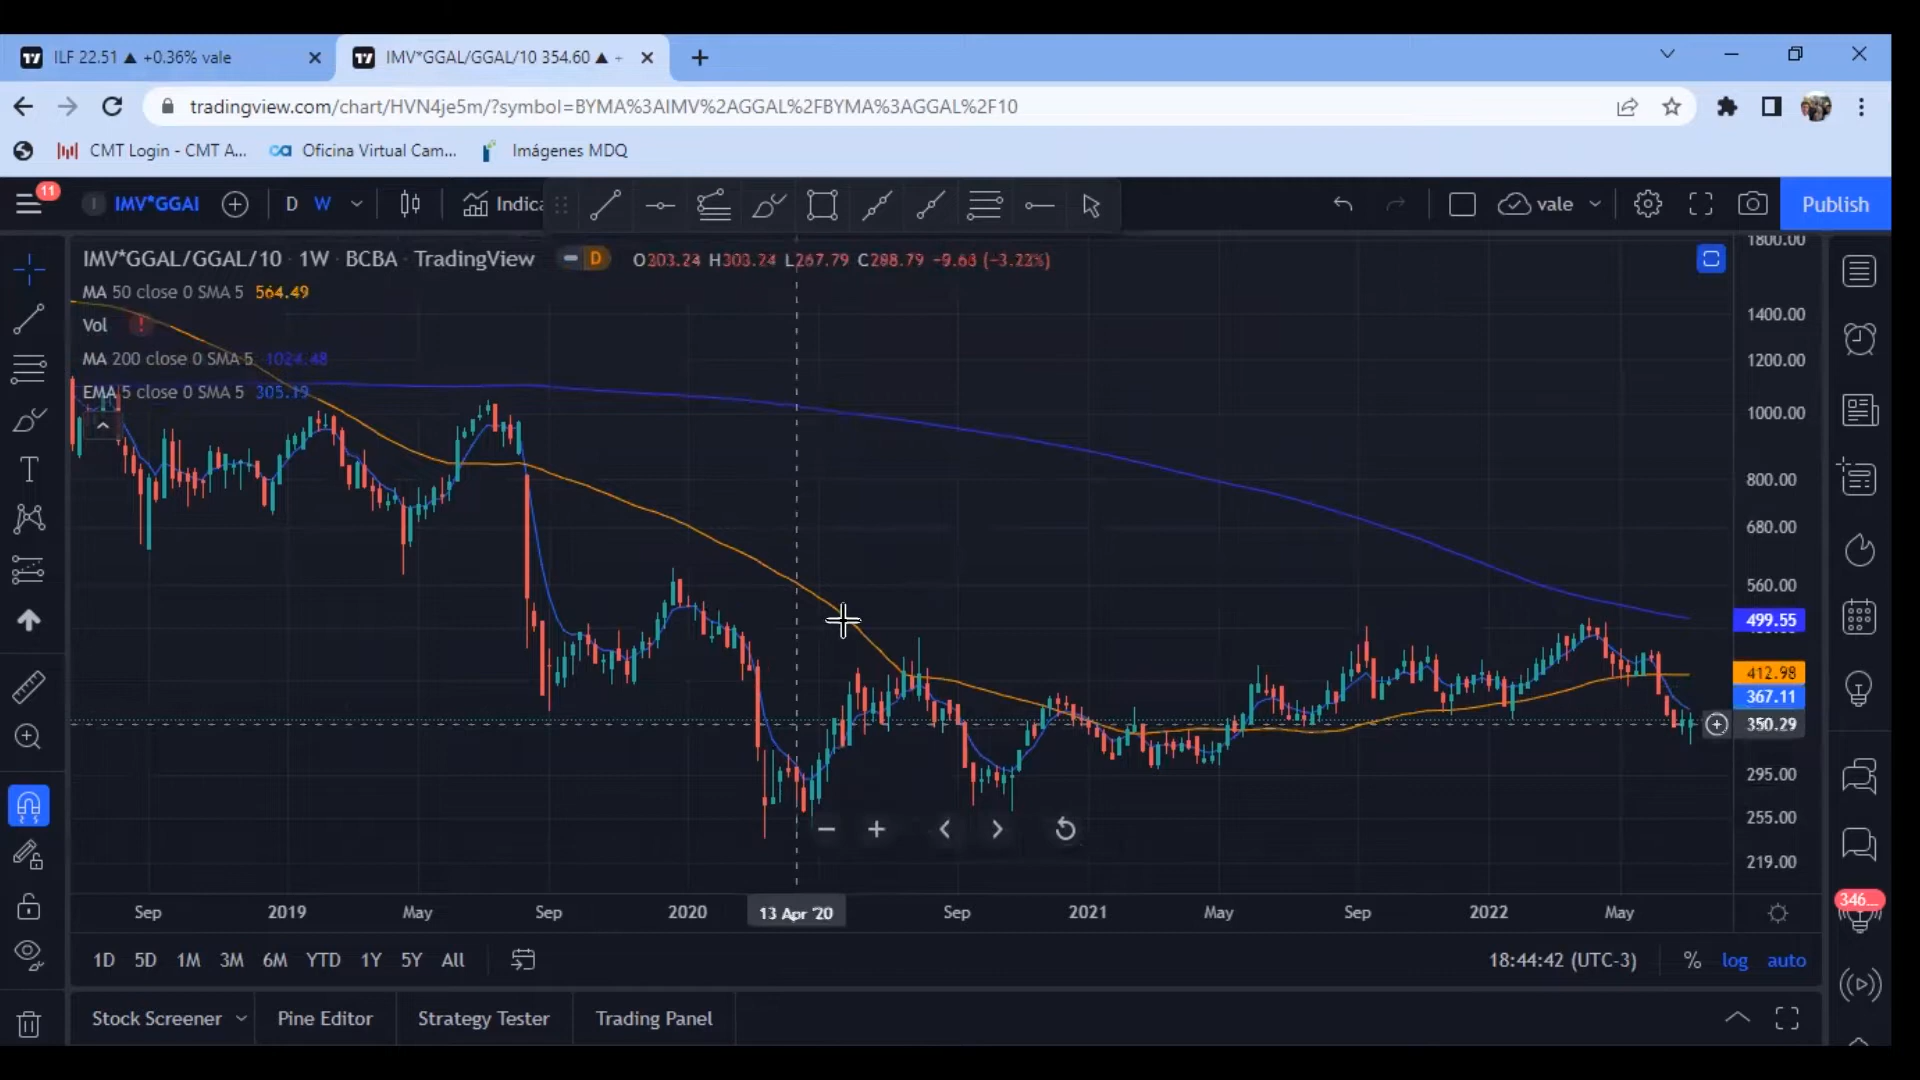 ILF 22.51 ▲ +0.36% vale
IMV*GGAL/GGAL/10 354.60 ▲ +
tradingview.com/chart/HVN4je5m/?symbol=BYMA%3AIMV%2AGGAL%2FBYMA%3AGGAL%2F10
CMT Login - CMT A... Oficina Virtual Cam... Imágenes MDQ
11 IMV*GGAl D W Indica vale Publish
IMV*GGAL/GGAL/10 · 1W · BCBA · TradingView D O303.24 H303.24 L267.79 C298.79 −9.63 (−3.22%)
MA 50 close 0 SMA 5 564.49
Vol !
MA 200 close 0 SMA 5 1024.48
EMA 5 close 0 SMA 5 305.19
1800.00
1400.00
1200.00
1000.00
800.00
680.00
560.00
499.55
412.98
367.11
350.29
295.00
255.00
219.00
Sep 2019 May Sep 2020 13 Apr '20 Sep 2021 May Sep 2022 May
346...
1D 5D 1M 3M 6M YTD 1Y 5Y All 18:44:42 (UTC-3) % log auto
Stock Screener Pine Editor Strategy Tester Trading Panel